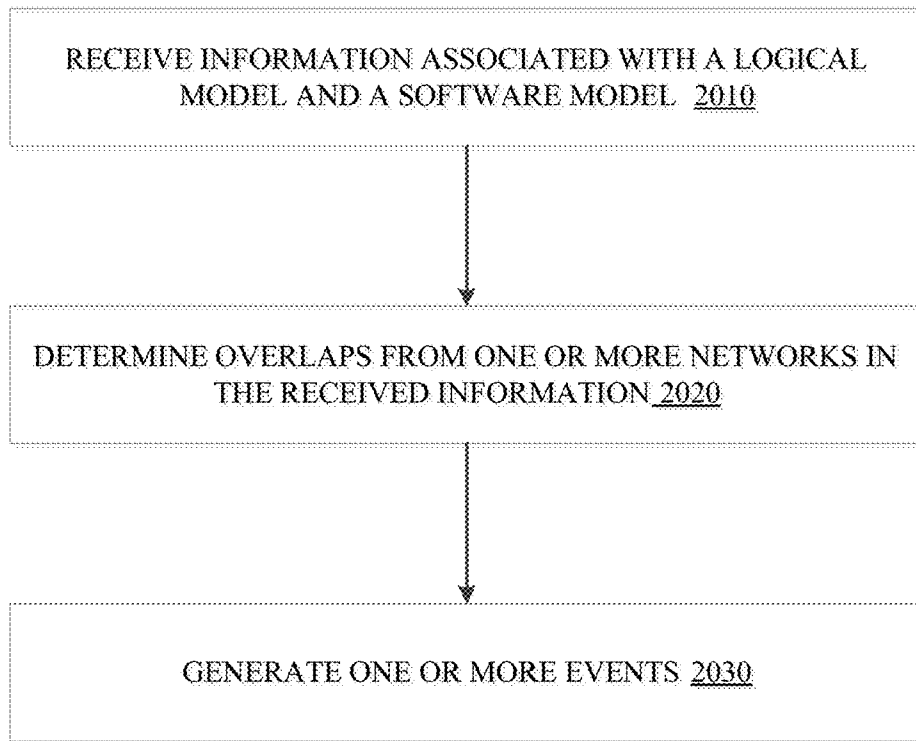 RECEIVE INFORMATION ASSOCIATED WITH A LOGICAL
MODEL AND A SOFTWARE MODEL 2010
DETERMINE OVERLAPS FROM ONE OR MORE NETWORKS IN
THE RECEIVED INFORMATION 2020
GENERATE ONE OR MORE EVENTS 2030